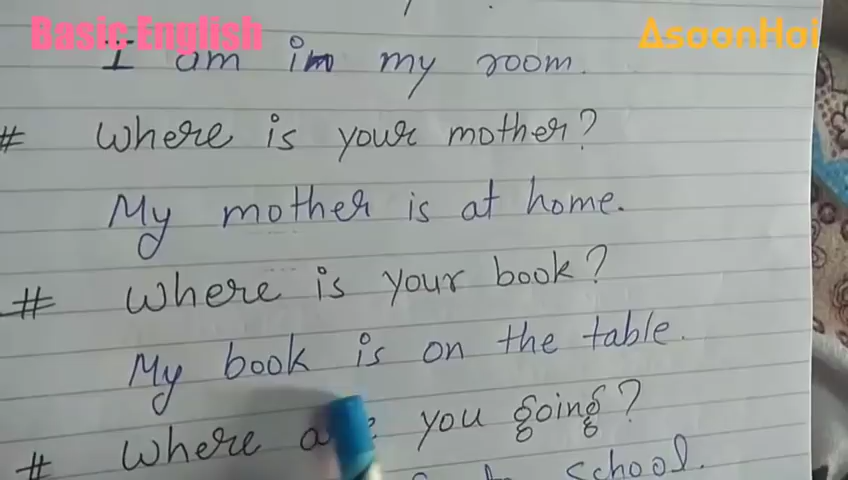 Basic English
AsaanHai
I am in my room.
# Where is your mother?
My mother is at home.
# Where is your book?
My book is on the table.
# Where you going?
school.